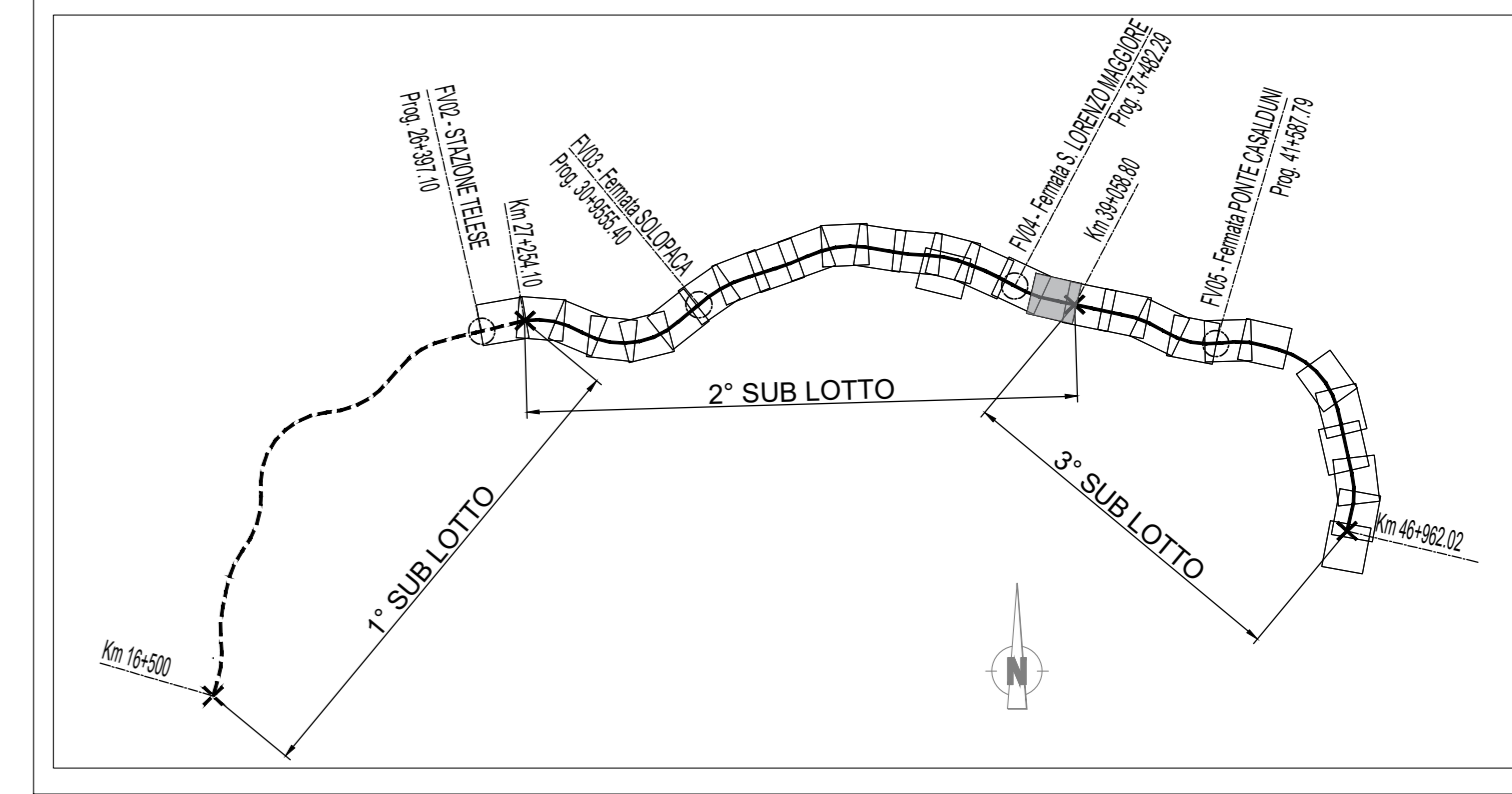 FV02 - STAZIONE TELESE
Prog. 26+397.10
Km 27+254.10
FV03 - Fermata SOLOPACA
Prog. 30+9555.40
FV04 - Fermata S. LORENZO MAGGIORE
Prog. 37+482.29
Km 39+058.80
FV05 - Fermata PONTE CASALDUNI
Prog. 41+587.79
2° SUB LOTTO
1° SUB LOTTO
3° SUB LOTTO
Km 46+962.02
Km 16+500
N